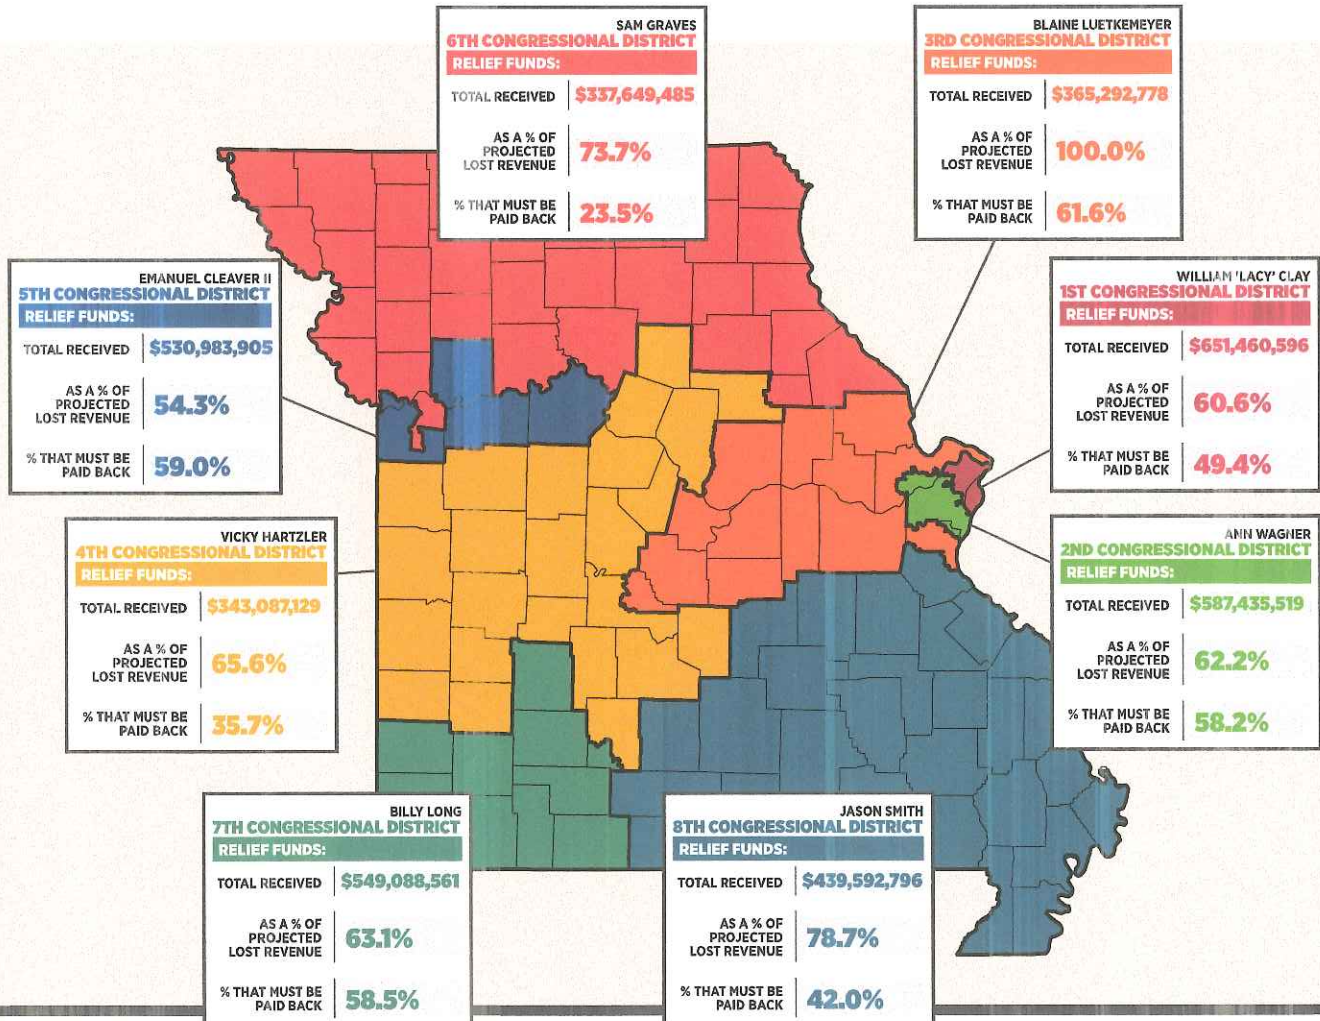 SAM GRAVES
6TH CONGRESSIONAL DISTRICT
RELIEF FUNDS:
TOTAL RECEIVED $337,649,485
AS A % OF
PROJECTED
LOST REVENUE
73.7%
% THAT MUST BE
PAID BACK
23.5%
BLAINE LUETKEMEYER
3RD CONGRESSIONAL DISTRICT
RELIEF FUNDS:
TOTAL RECEIVED $365,292,778
AS A % OF
PROJECTED
LOST REVENUE
100.0%
% THAT MUST BE
PAID BACK
61.6%
EMANUEL CLEAVER II
5TH CONGRESSIONAL DISTRICT
RELIEF FUNDS:
TOTAL RECEIVED $530,983,905
AS A % OF
PROJECTED
LOST REVENUE
54.3%
% THAT MUST BE
PAID BACK
59.0%
WILLIAM 'LACY' CLAY
1ST CONGRESSIONAL DISTRICT
RELIEF FUNDS:
TOTAL RECEIVED $651,460,596
AS A % OF
PROJECTED
LOST REVENUE
60.6%
% THAT MUST BE
PAID BACK
49.4%
VICKY HARTZLER
4TH CONGRESSIONAL DISTRICT
RELIEF FUNDS:
TOTAL RECEIVED $343,087,129
AS A % OF
PROJECTED
LOST REVENUE
65.6%
% THAT MUST BE
PAID BACK
35.7%
ANN WAGNER
2ND CONGRESSIONAL DISTRICT
RELIEF FUNDS:
TOTAL RECEIVED $587,435,519
AS A % OF
PROJECTED
LOST REVENUE
62.2%
% THAT MUST BE
PAID BACK
58.2%
BILLY LONG
7TH CONGRESSIONAL DISTRICT
RELIEF FUNDS:
TOTAL RECEIVED $549,088,561
AS A % OF
PROJECTED
LOST REVENUE
63.1%
% THAT MUST BE
PAID BACK
58.5%
JASON SMITH
8TH CONGRESSIONAL DISTRICT
RELIEF FUNDS:
TOTAL RECEIVED $439,592,796
AS A % OF
PROJECTED
LOST REVENUE
78.7%
% THAT MUST BE
PAID BACK
42.0%